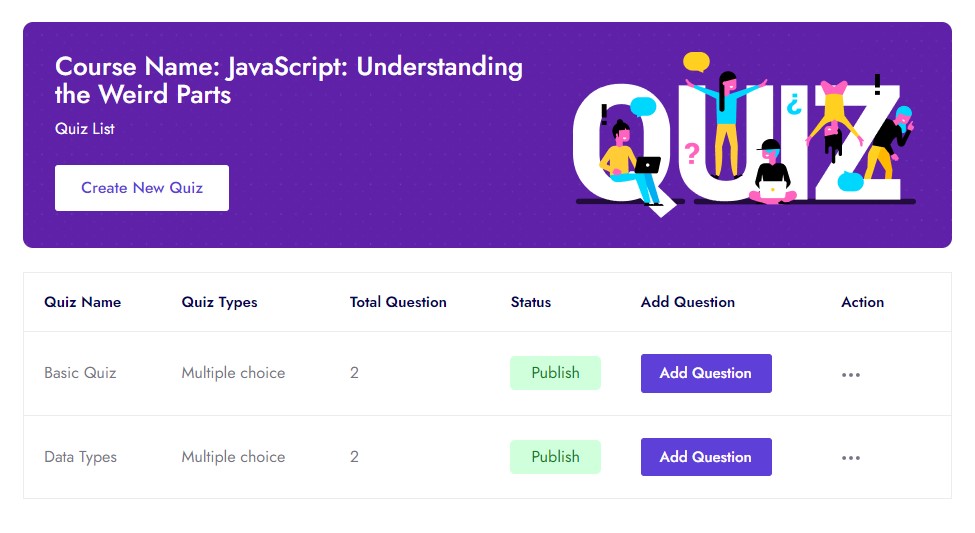 Course Name: JavaScript: Understanding
the Weird Parts
Quiz List
Create New Quiz
QUIZ
! ? ¿ !
Quiz Name Quiz Types Total Question Status Add Question Action
Basic Quiz Multiple choice 2 Publish Add Question •••
Data Types Multiple choice 2 Publish Add Question •••